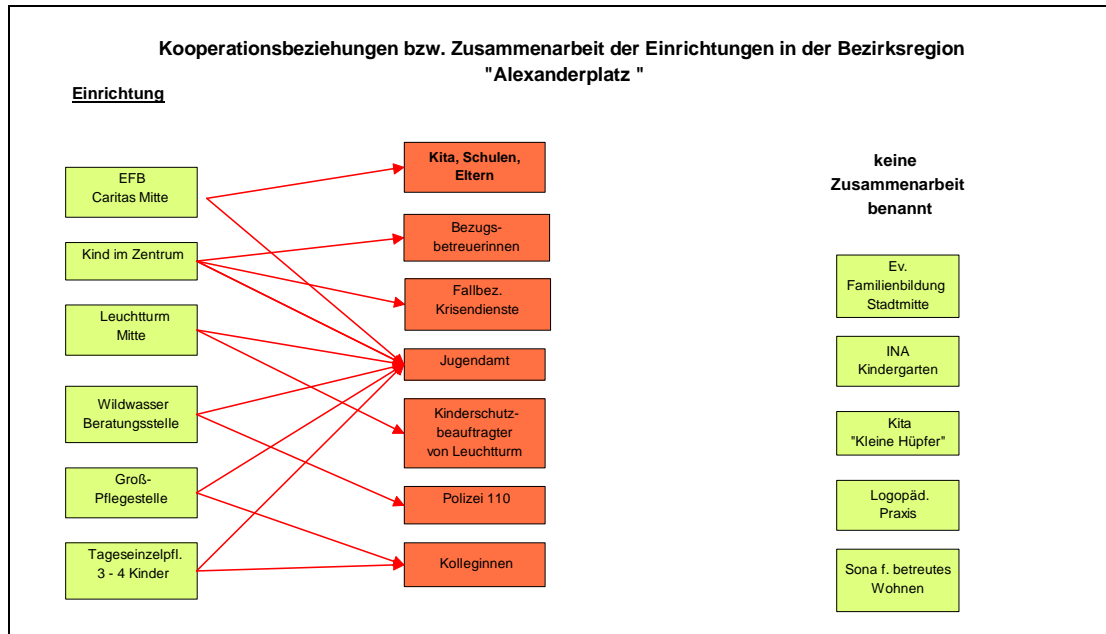 Kooperationsbeziehungen bzw. Zusammenarbeit der Einrichtungen in der Bezirksregion
"Alexanderplatz "
Einrichtung
EFB
Caritas Mitte
Kind im Zentrum
Leuchtturm
Mitte
Wildwasser
Beratungsstelle
Groß-
Pflegestelle
Tageseinzelpfl.
3 - 4 Kinder
Kita, Schulen,
Eltern
Bezugs-
betreuerinnen
Fallbez.
Krisendienste
Jugendamt
Kinderschutz-
beauftragter
von Leuchtturm
Polizei 110
Kolleginnen
keine
Zusammenarbeit
benannt
Ev.
Familienbildung
Stadtmitte
INA
Kindergarten
Kita
"Kleine Hüpfer"
Logopäd.
Praxis
Sona f. betreutes
Wohnen